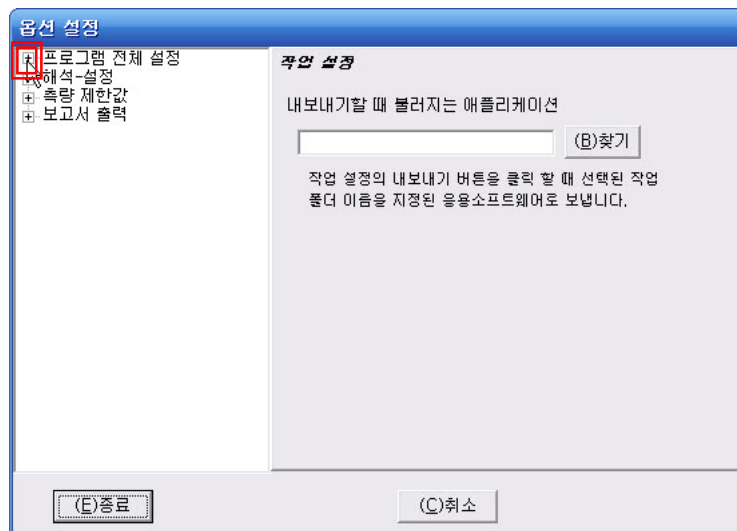 옵션 설정
프로그램 전체 설정
해석-설정
측량 제한값
보고서 출력
작업 설정
내보내기할 때 불러지는 애플리케이션
(B)찾기
작업 설정의 내보내기 버튼을 클릭 할 때 선택된 작업
폴더 이름을 지정된 응용소프트웨어로 보냅니다.
(E)종료
(C)취소